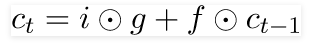 c_t = i ⊙ g + f ⊙ c_{t−1}